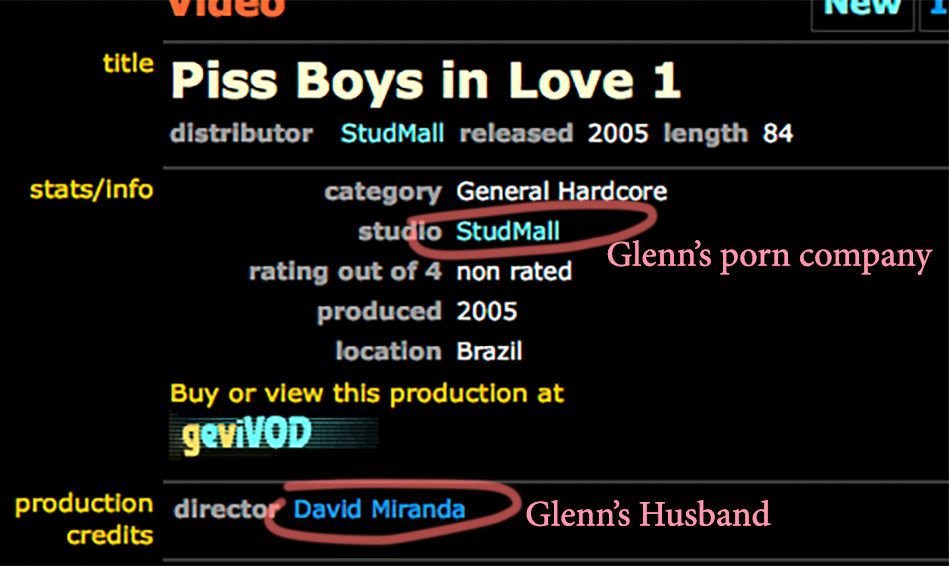 Video
New
title
Piss Boys in Love 1
distributor StudMall released 2005 length 84
stats/info
category General Hardcore
studio StudMall
Glenn's porn company
rating out of 4 non rated
produced 2005
location Brazil
Buy or view this production at
geviVOD
production credits
director David Miranda
Glenn's Husband